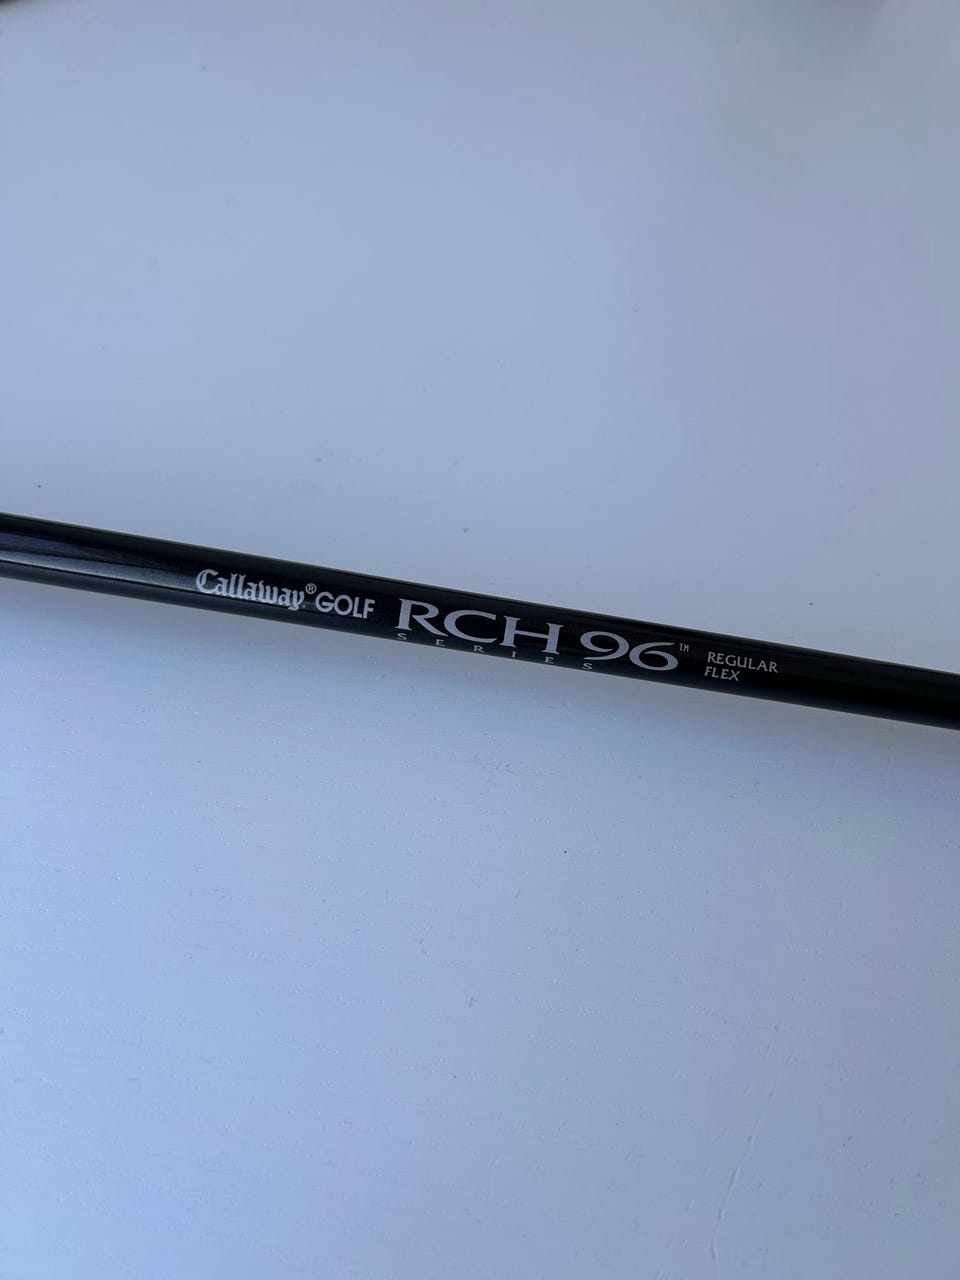 Callaway® GOLF RCH 96™ REGULAR
SERIES FLEX